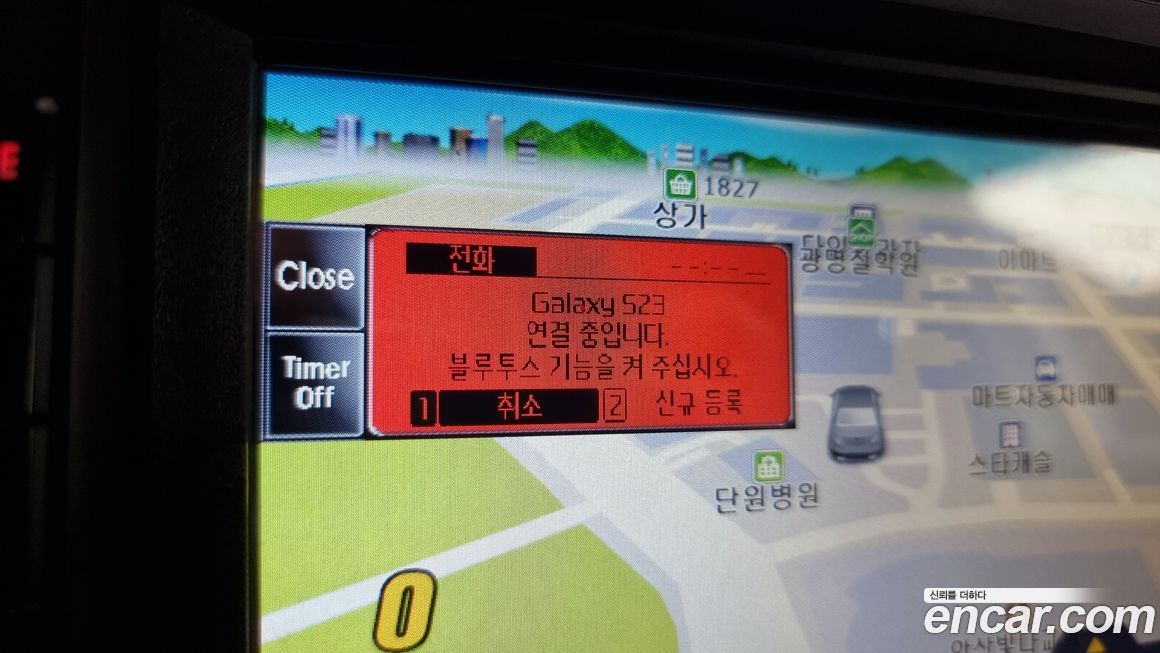 E
1827
상가
Close
전화
--:--
Galaxy S23
연결 중입니다.
블루투스 기능을 켜 주십시오.
1 취소 2 신규 등록
Timer
Off
광명철학원
이마트
마트자동차매매
스타캐슬
단원병원
0
신뢰를 더하다
encar.com